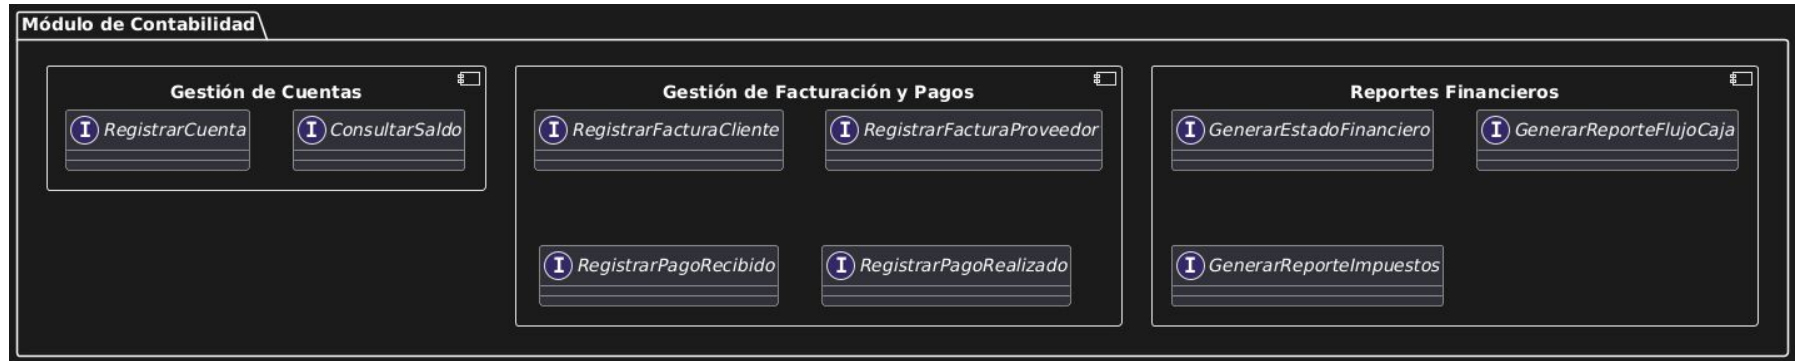 Módulo de Contabilidad
Gestión de Cuentas
I RegistrarCuenta
I ConsultarSaldo
Gestión de Facturación y Pagos
I RegistrarFacturaCliente
I RegistrarFacturaProveedor
I RegistrarPagoRecibido
I RegistrarPagoRealizado
Reportes Financieros
I GenerarEstadoFinanciero
I GenerarReporteFlujoCaja
I GenerarReporteImpuestos